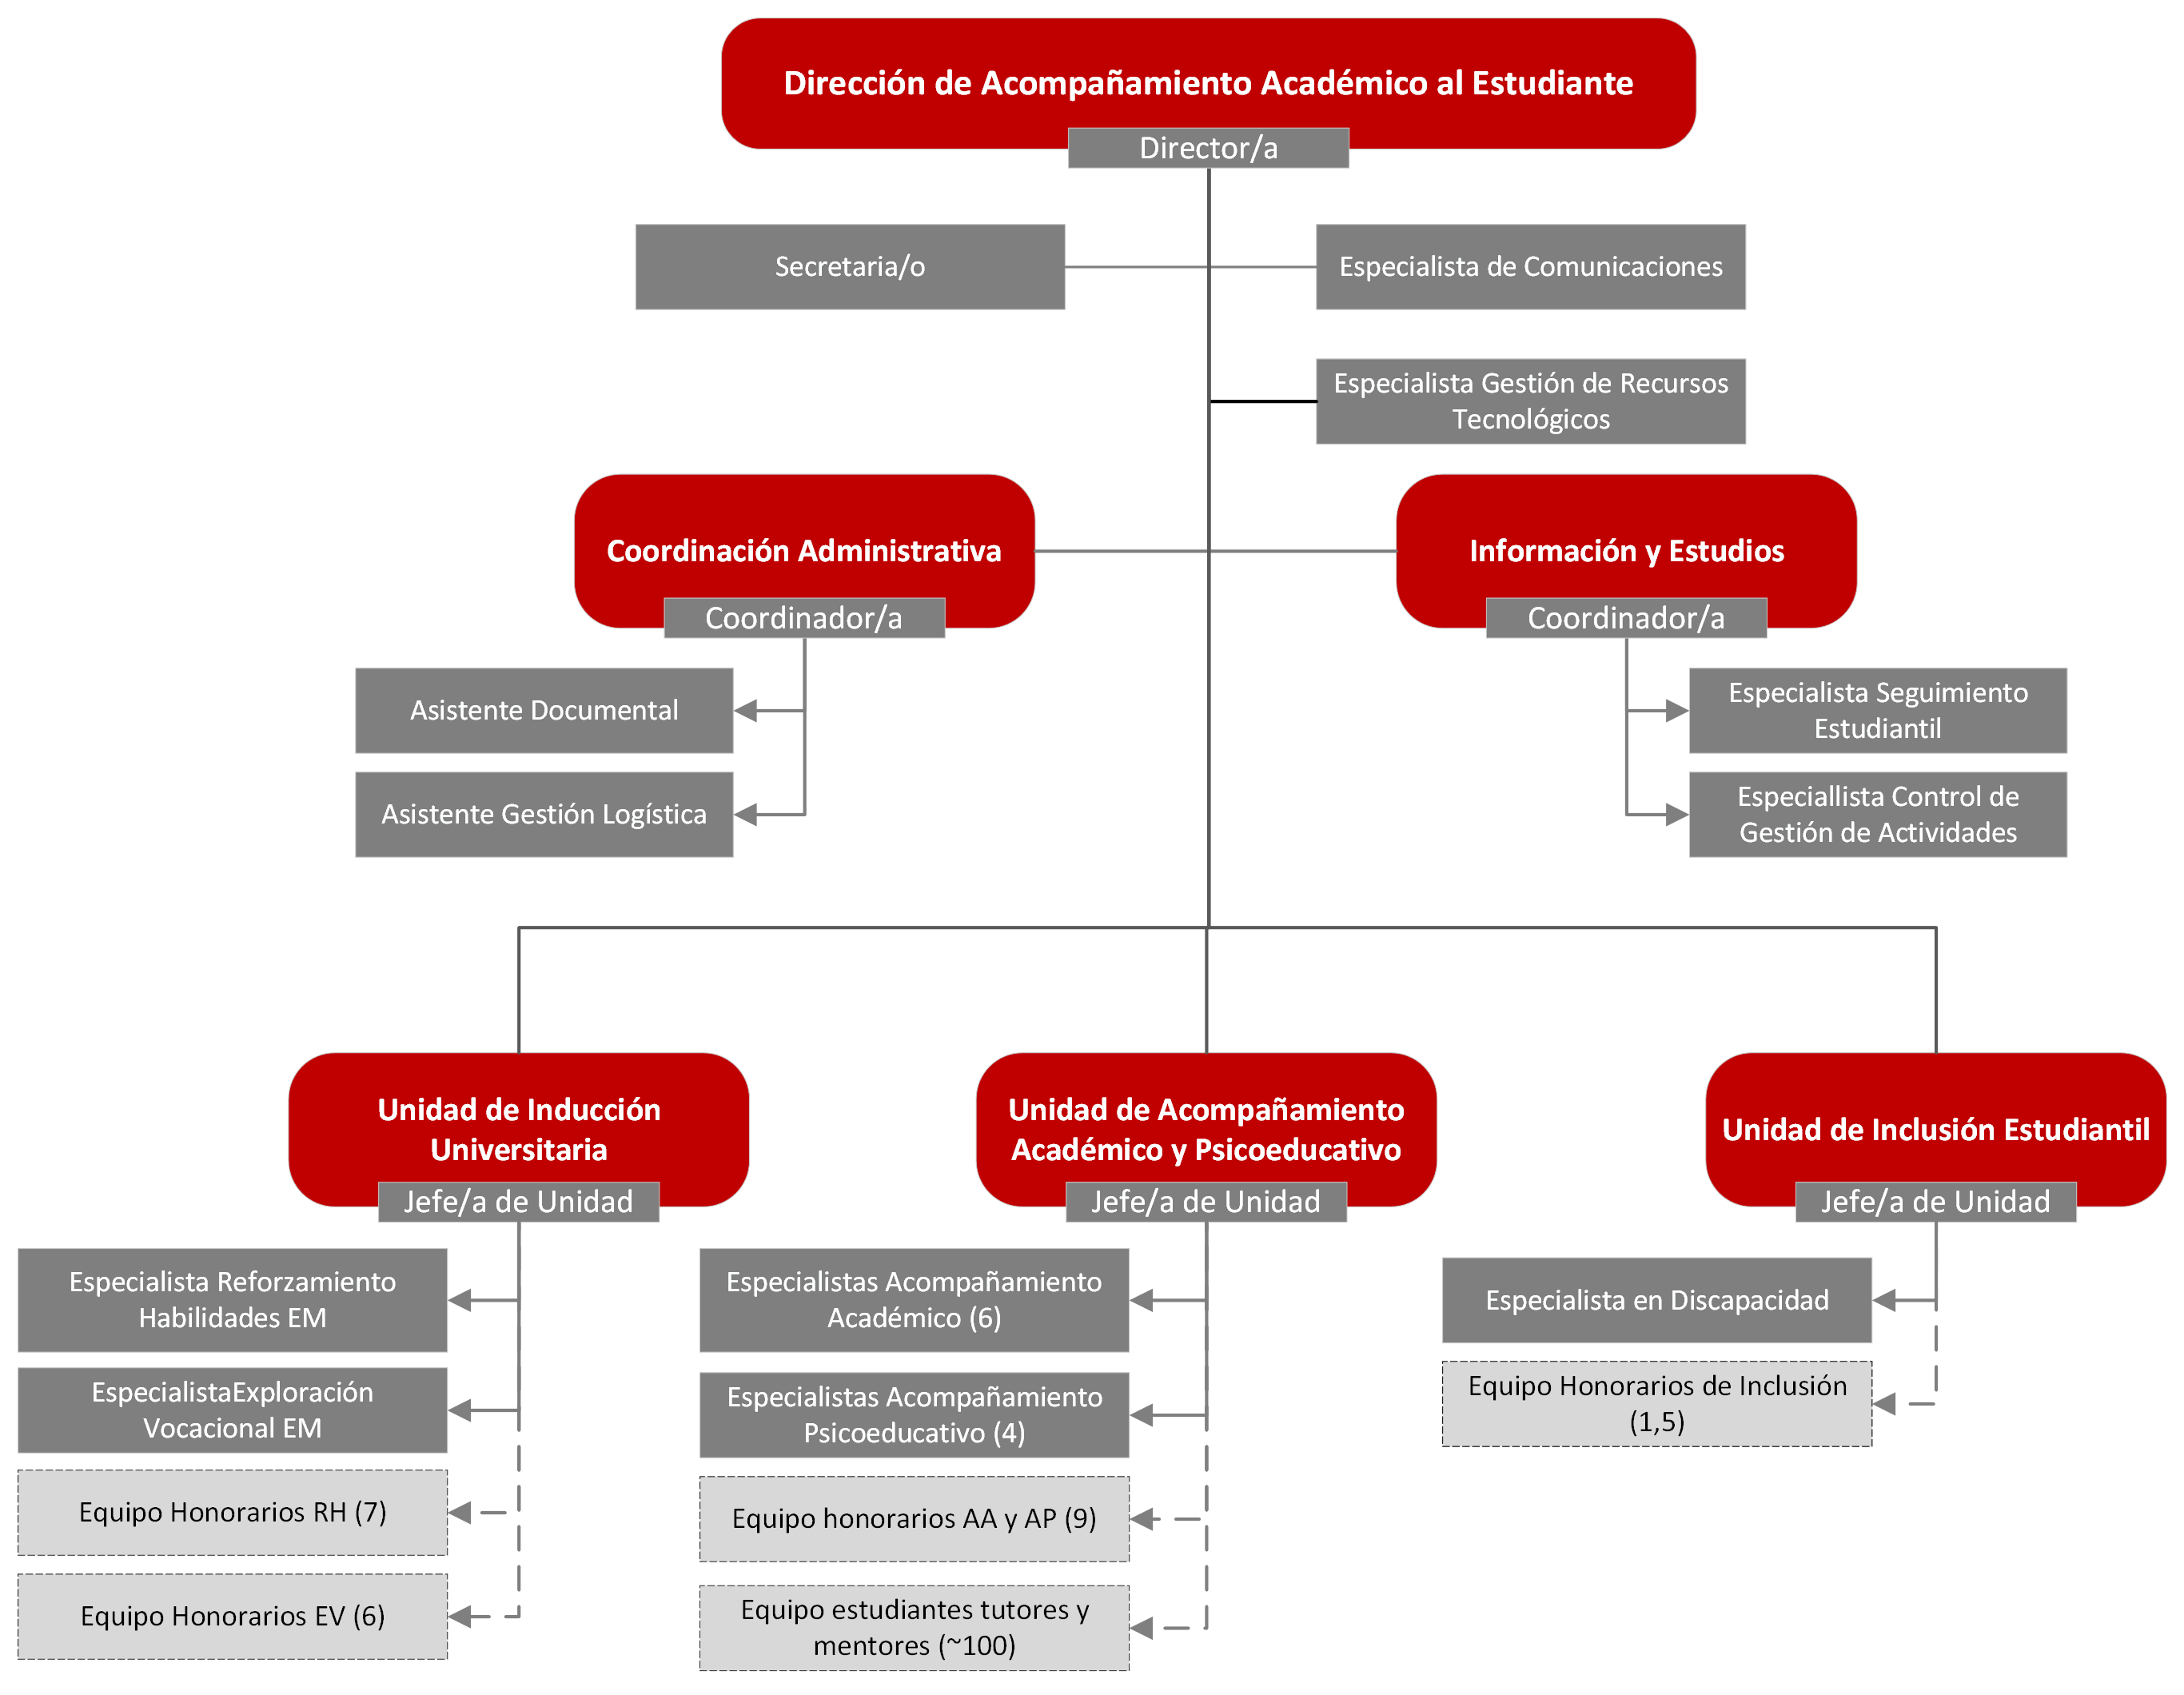 Dirección de Acompañamiento Académico al Estudiante
Director/a
Secretaria/o
Especialista de Comunicaciones
Especialista Gestión de Recursos
Tecnológicos
Coordinación Administrativa
Coordinador/a
Información y Estudios
Coordinador/a
Asistente Documental
Asistente Gestión Logística
Especialista Seguimiento
Estudiantil
Especiallista Control de
Gestión de Actividades
Unidad de Inducción
Universitaria
Jefe/a de Unidad
Especialista Reforzamiento
Habilidades EM
EspecialistaExploración
Vocacional EM
Equipo Honorarios RH (7)
Equipo Honorarios EV (6)
Unidad de Acompañamiento
Académico y Psicoeducativo
Jefe/a de Unidad
Especialistas Acompañamiento
Académico (6)
Especialistas Acompañamiento
Psicoeducativo (4)
Equipo honorarios AA y AP (9)
Equipo estudiantes tutores y
mentores (~100)
Unidad de Inclusión Estudiantil
Jefe/a de Unidad
Especialista en Discapacidad
Equipo Honorarios de Inclusión
(1,5)